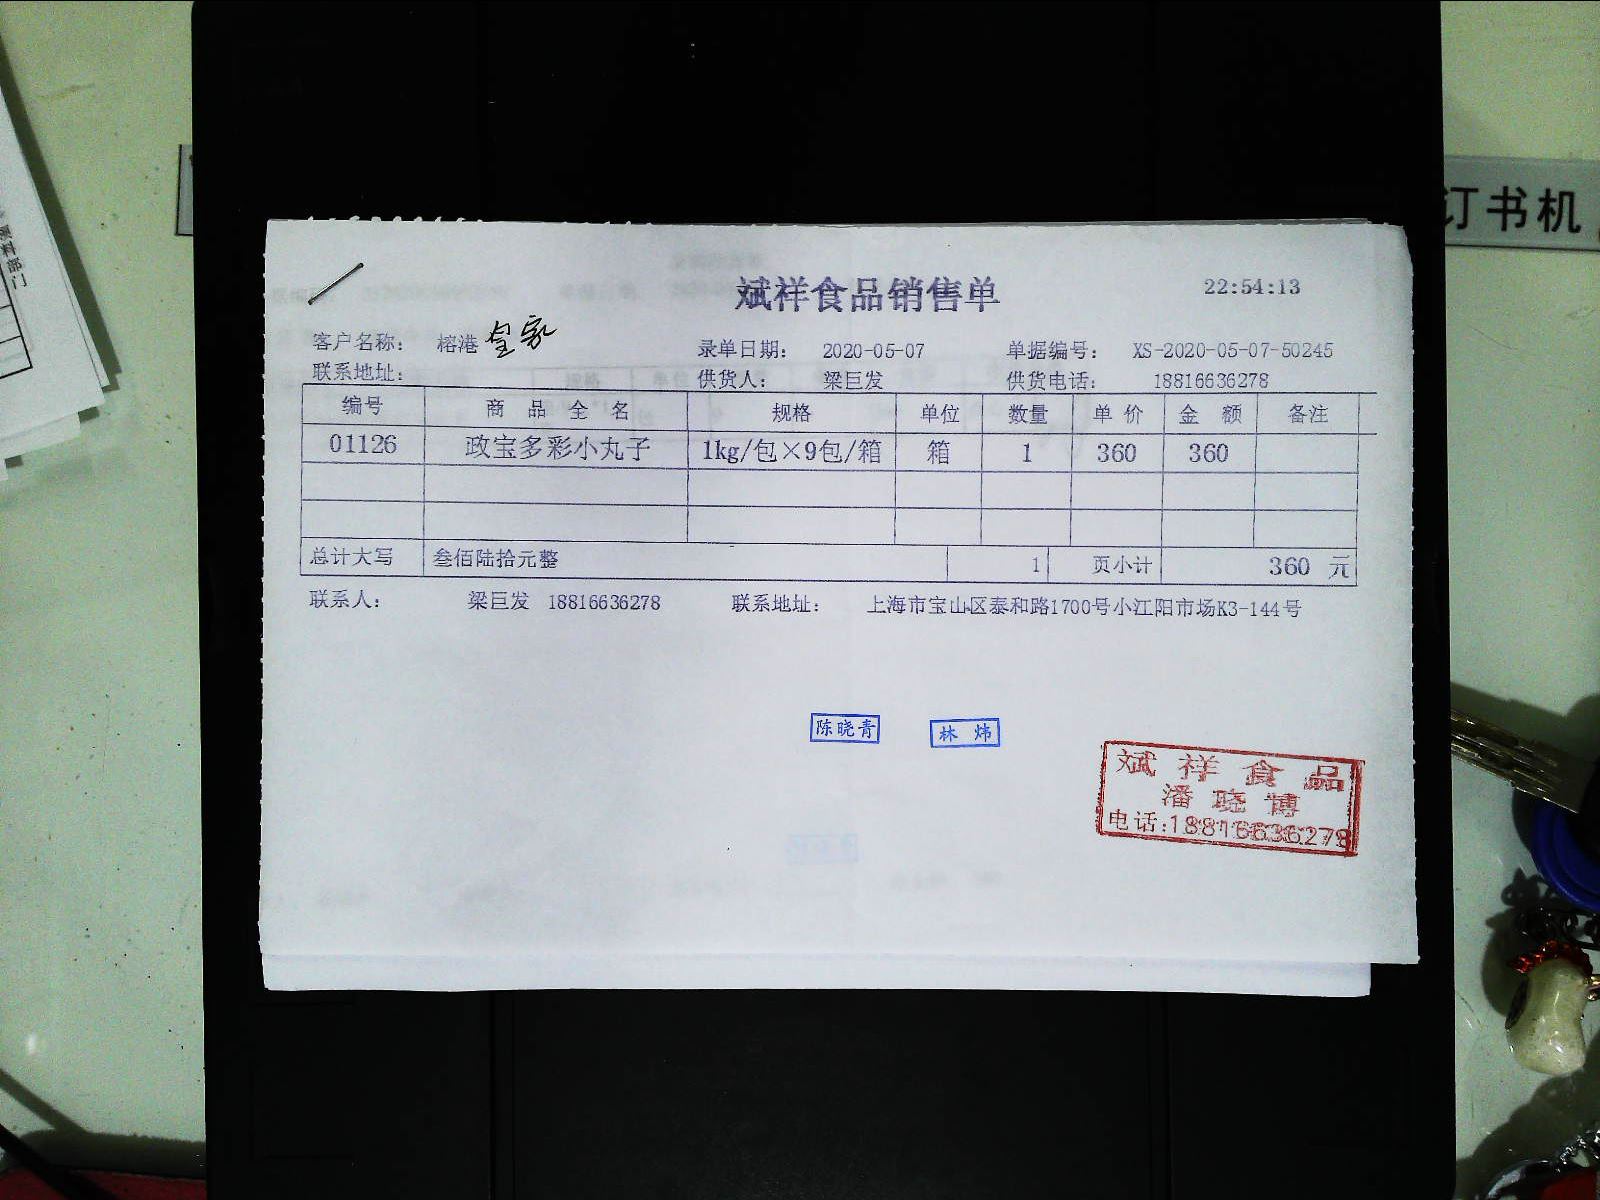 订书机
斌祥食品销售单
22:54:13
客户名称： 榕港 皇家
录单日期： 2020-05-07
单据编号： XS-2020-05-07-50245
联系地址：
供货人： 梁巨发
供货电话： 18816636278
编号 商品全名 规格 单位 数量 单价 金额 备注
01126 政宝多彩小丸子 1kg/包×9包/箱 箱 1 360 360
总计大写 叁佰陆拾元整 1 页小计 360 元
联系人： 梁巨发 18816636278 联系地址： 上海市宝山区泰和路1700号小江阳市场K3-144号
陈晓青 林炜
斌祥食品
潘晓博
电话:18816636278